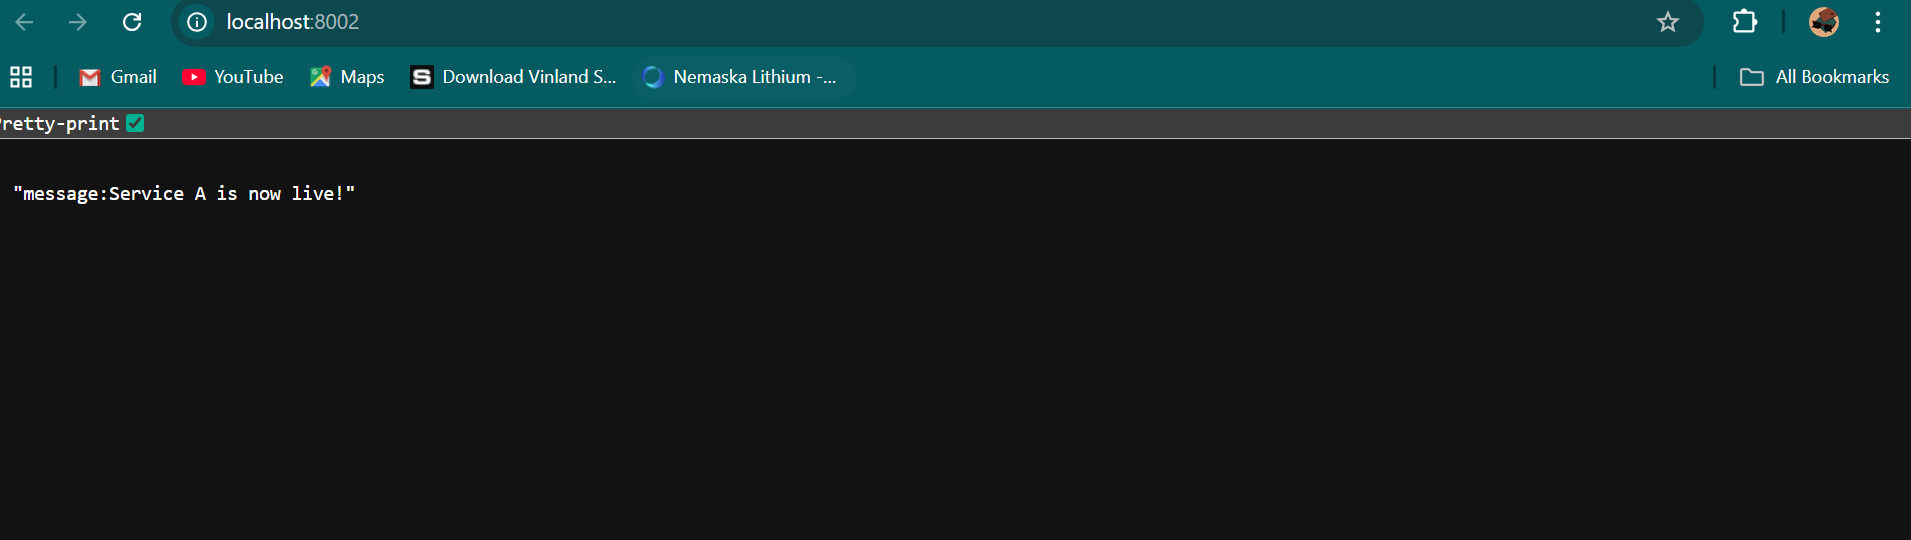 localhost:8002
Gmail YouTube Maps Download Vinland S... Nemaska Lithium -... All Bookmarks
retty-print
"message:Service A is now live!"